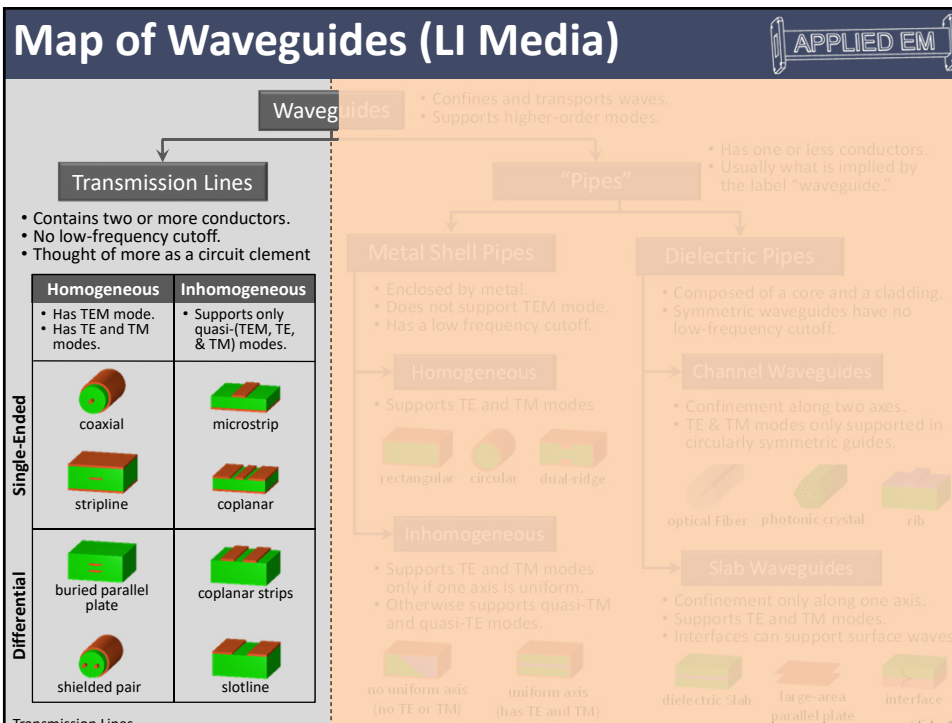 Map of Waveguides (LI Media)
APPLIED EM
Waveguides
• Confines and transports waves.
• Supports higher-order modes.
Transmission Lines
• Contains two or more conductors.
• No low-frequency cutoff.
• Thought of more as a circuit clement
"Pipes"
• Has one or less conductors.
• Usually what is implied by
the label "waveguide."
Homogeneous
• Has TEM mode.
• Has TE and TM
modes.
Inhomogeneous
• Supports only
quasi-(TEM, TE,
& TM) modes.
Single-Ended
coaxial
microstrip
stripline
coplanar
Differential
buried parallel
plate
coplanar strips
shielded pair
slotline
Metal Shell Pipes
• Enclosed by metal.
• Does not support TEM mode.
• Has a low frequency cutoff.
Homogeneous
• Supports TE and TM modes
rectangular
circular
dual-ridge
Inhomogeneous
• Supports TE and TM modes
only if one axis is uniform.
• Otherwise supports quasi-TM
and quasi-TE modes.
no uniform axis
(no TE or TM)
uniform axis
(has TE and TM)
Dielectric Pipes
• Composed of a core and a cladding.
• Symmetric waveguides have no
low-frequency cutoff.
Channel Waveguides
• Confinement along two axes.
• TE & TM modes only supported in
circularly symmetric guides.
optical Fiber
photonic crystal
rib
Slab Waveguides
• Confinement only along one axis.
• Supports TE and TM modes.
• Interfaces can support surface waves
dielectric Slab
large-area
parallel plate
interface
Transmission Lines